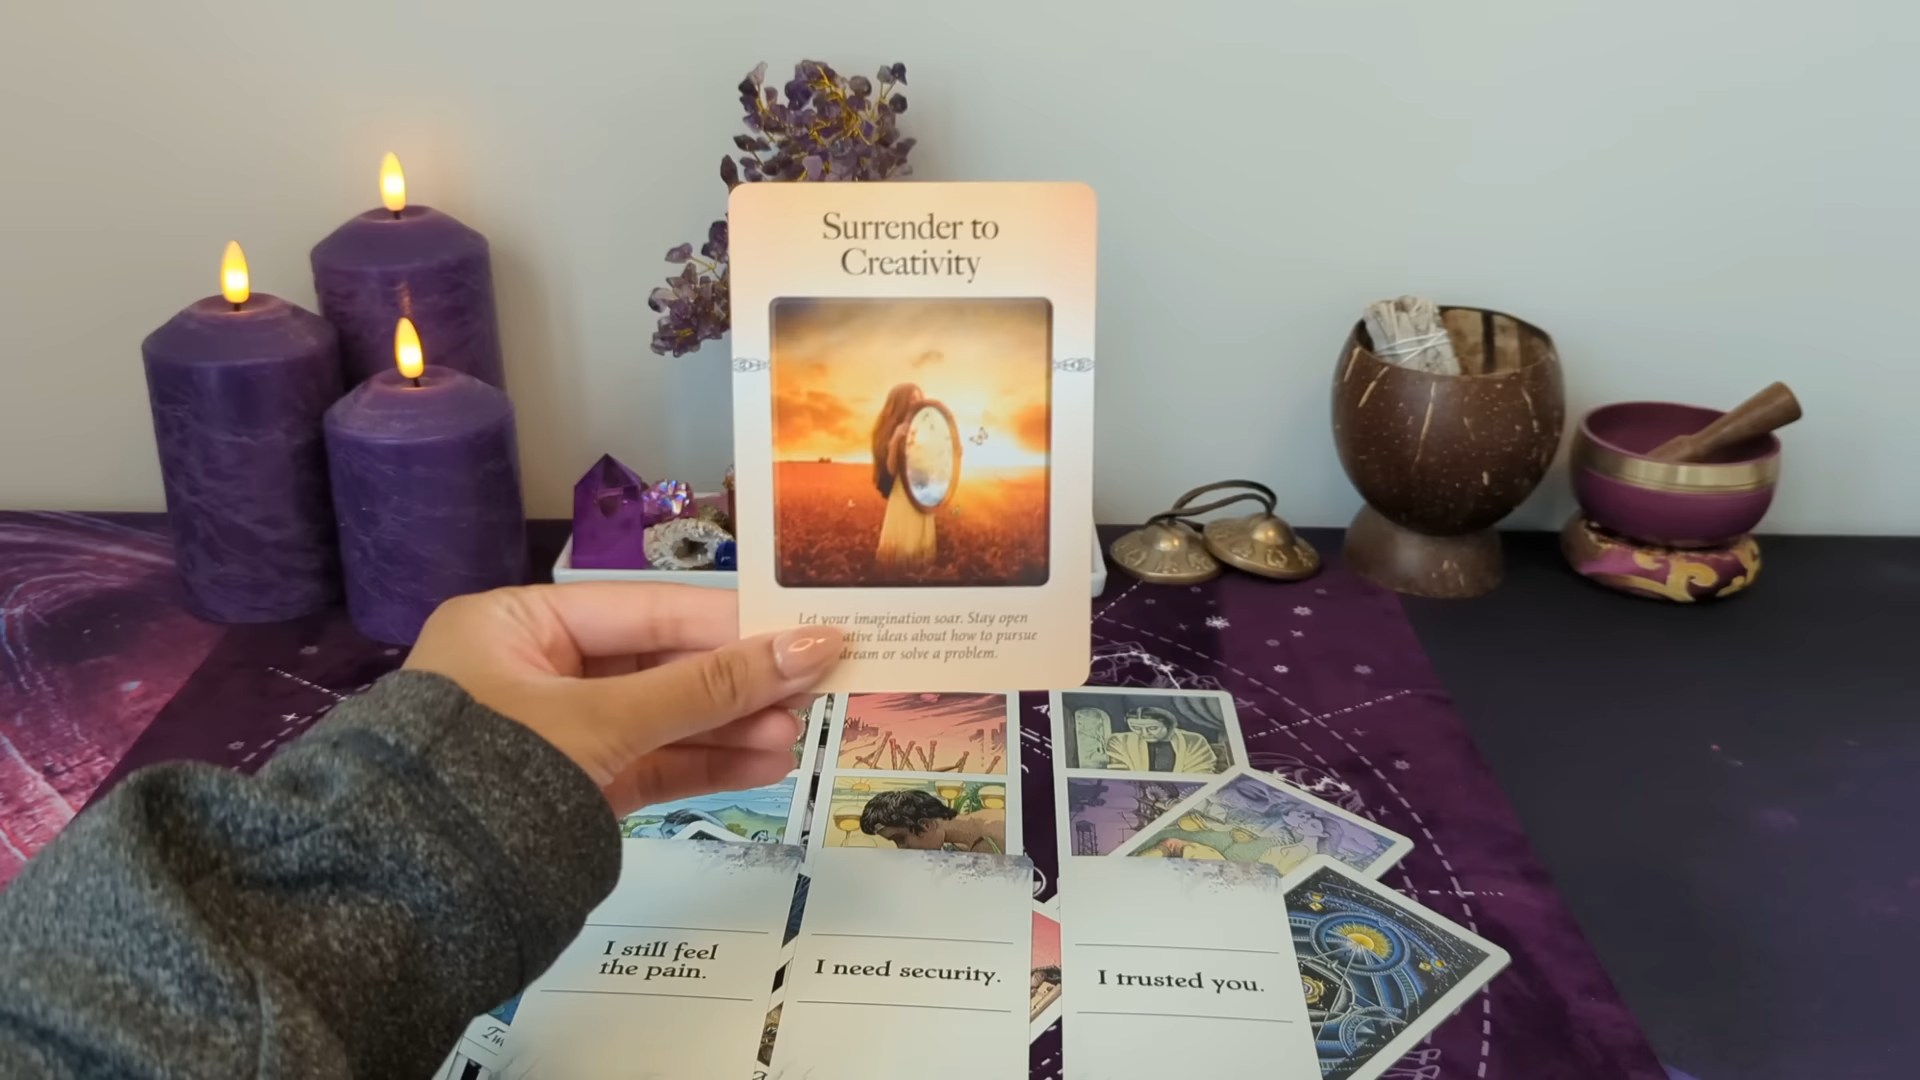 Surrender to
Creativity
Let your imagination soar. Stay open
ideas about how to pursue
dream or solve a problem.
I still feel
the pain.
I need security.
I trusted you.